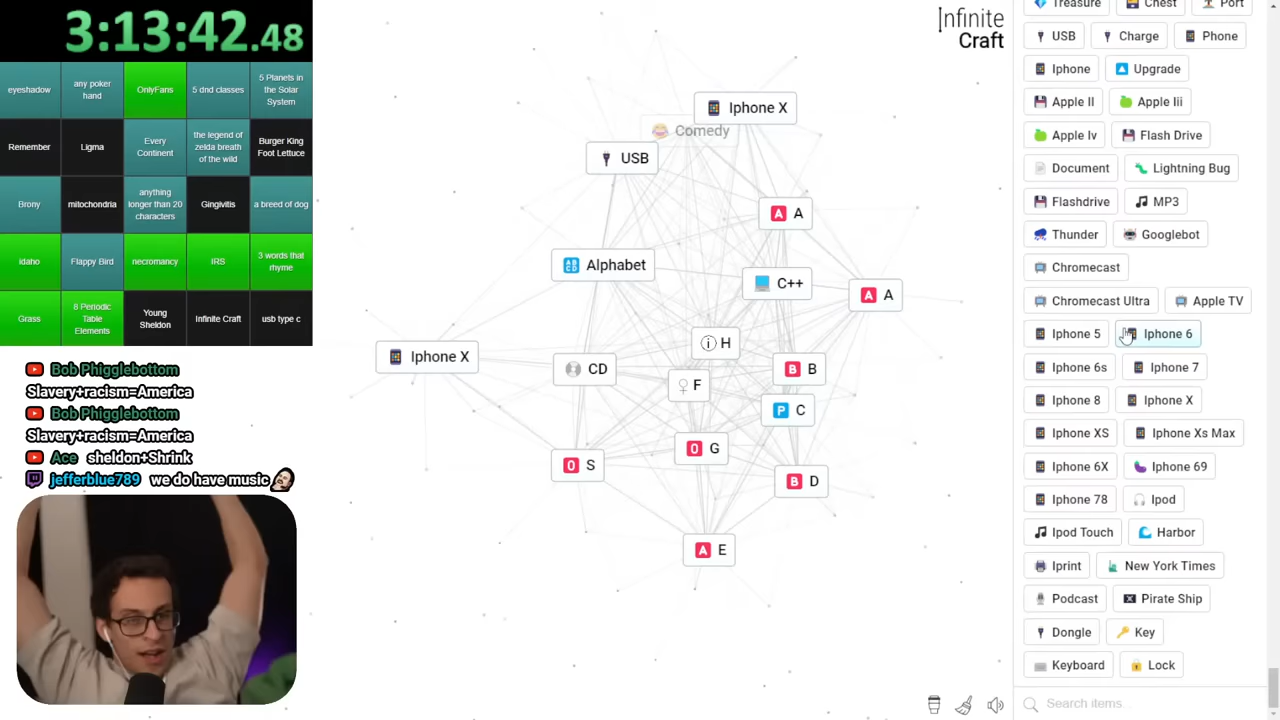 3:13:42.48
eyeshadow
any poker
hand
OnlyFans
5 dnd classes
5 Planets in
the Solar
System
Remember
Ligma
Every
Continent
the legend of
zelda breath
of the wild
Burger King
Foot Lettuce
Brony
mitochondria
anything
longer than 20
characters
Gingivitis
a breed of dog
idaho
Flappy Bird
necromancy
IRS
3 words that
rhyme
Grass
8 Periodic
Table
Elements
Young
Sheldon
Infinite Craft
usb type c
Bob Phigglebottom
Slavery+racism=America
Bob Phigglebottom
Slavery+racism=America
Ace sheldon+Shrink
jefferblue789 we do have music
Infinite
Craft
Iphone X
Comedy
USB
A A
Alphabet
C++
A A
H
Iphone X
CD
F
B B
P C
O G
O S
B D
A E
Treasure Chest Port
USB Charge Phone
Iphone Upgrade
Apple II Apple Iii
Apple Iv Flash Drive
Document Lightning Bug
Flashdrive MP3
Thunder Googlebot
Chromecast
Chromecast Ultra Apple TV
Iphone 5 Iphone 6
Iphone 6s Iphone 7
Iphone 8 Iphone X
Iphone XS Iphone Xs Max
Iphone 6X Iphone 69
Iphone 78 Ipod
Ipod Touch Harbor
Iprint New York Times
Podcast Pirate Ship
Dongle Key
Keyboard Lock
Search items...